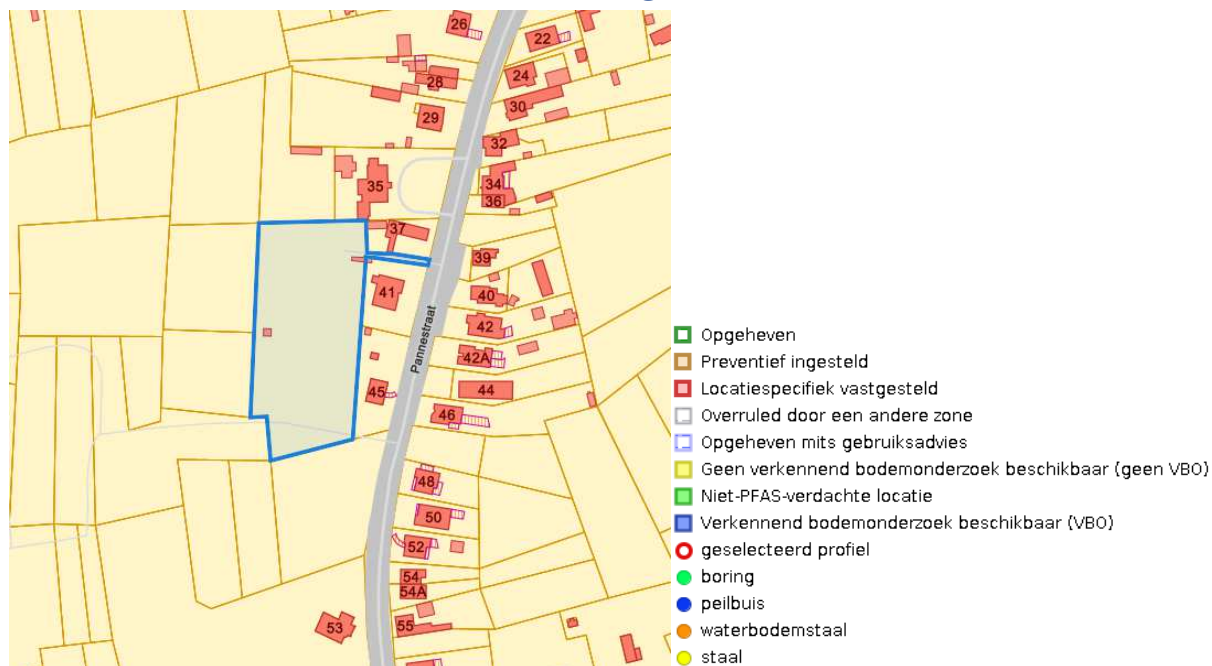 26
22
28
24
29
30
32
35
34
36
37
39
41
40
Pannestraat
42
42A
45
44
46
48
50
52
54
54A
53
55
Opgeheven
Preventief ingesteld
Locatiespecifiek vastgesteld
Overruled door een andere zone
Opgeheven mits gebruiksadvies
Geen verkennend bodemonderzoek beschikbaar (geen VBO)
Niet-PFAS-verdachte locatie
Verkennend bodemonderzoek beschikbaar (VBO)
geselecteerd profiel
boring
peilbuis
waterbodemstaal
staal